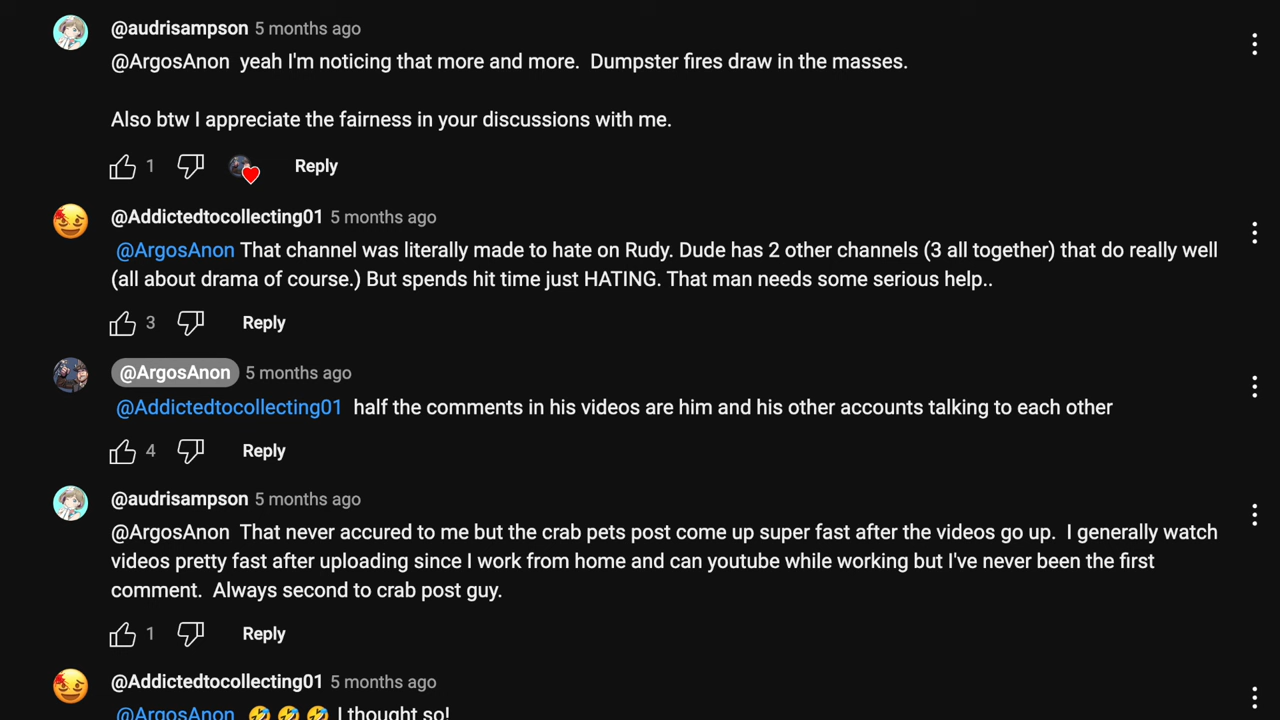 @audrisampson 5 months ago
@ArgosAnon yeah I'm noticing that more and more. Dumpster fires draw in the masses.
Also btw I appreciate the fairness in your discussions with me.
1 Reply
@Addictedtocollecting01 5 months ago
@ArgosAnon That channel was literally made to hate on Rudy. Dude has 2 other channels (3 all together) that do really well
(all about drama of course.) But spends hit time just HATING. That man needs some serious help..
3 Reply
@ArgosAnon 5 months ago
@Addictedtocollecting01 half the comments in his videos are him and his other accounts talking to each other
4 Reply
@audrisampson 5 months ago
@ArgosAnon That never accured to me but the crab pets post come up super fast after the videos go up. I generally watch
videos pretty fast after uploading since I work from home and can youtube while working but I've never been the first
comment. Always second to crab post guy.
1 Reply
@Addictedtocollecting01 5 months ago
@ArgosAnon 🤣 🤣 🤣 I thought so!